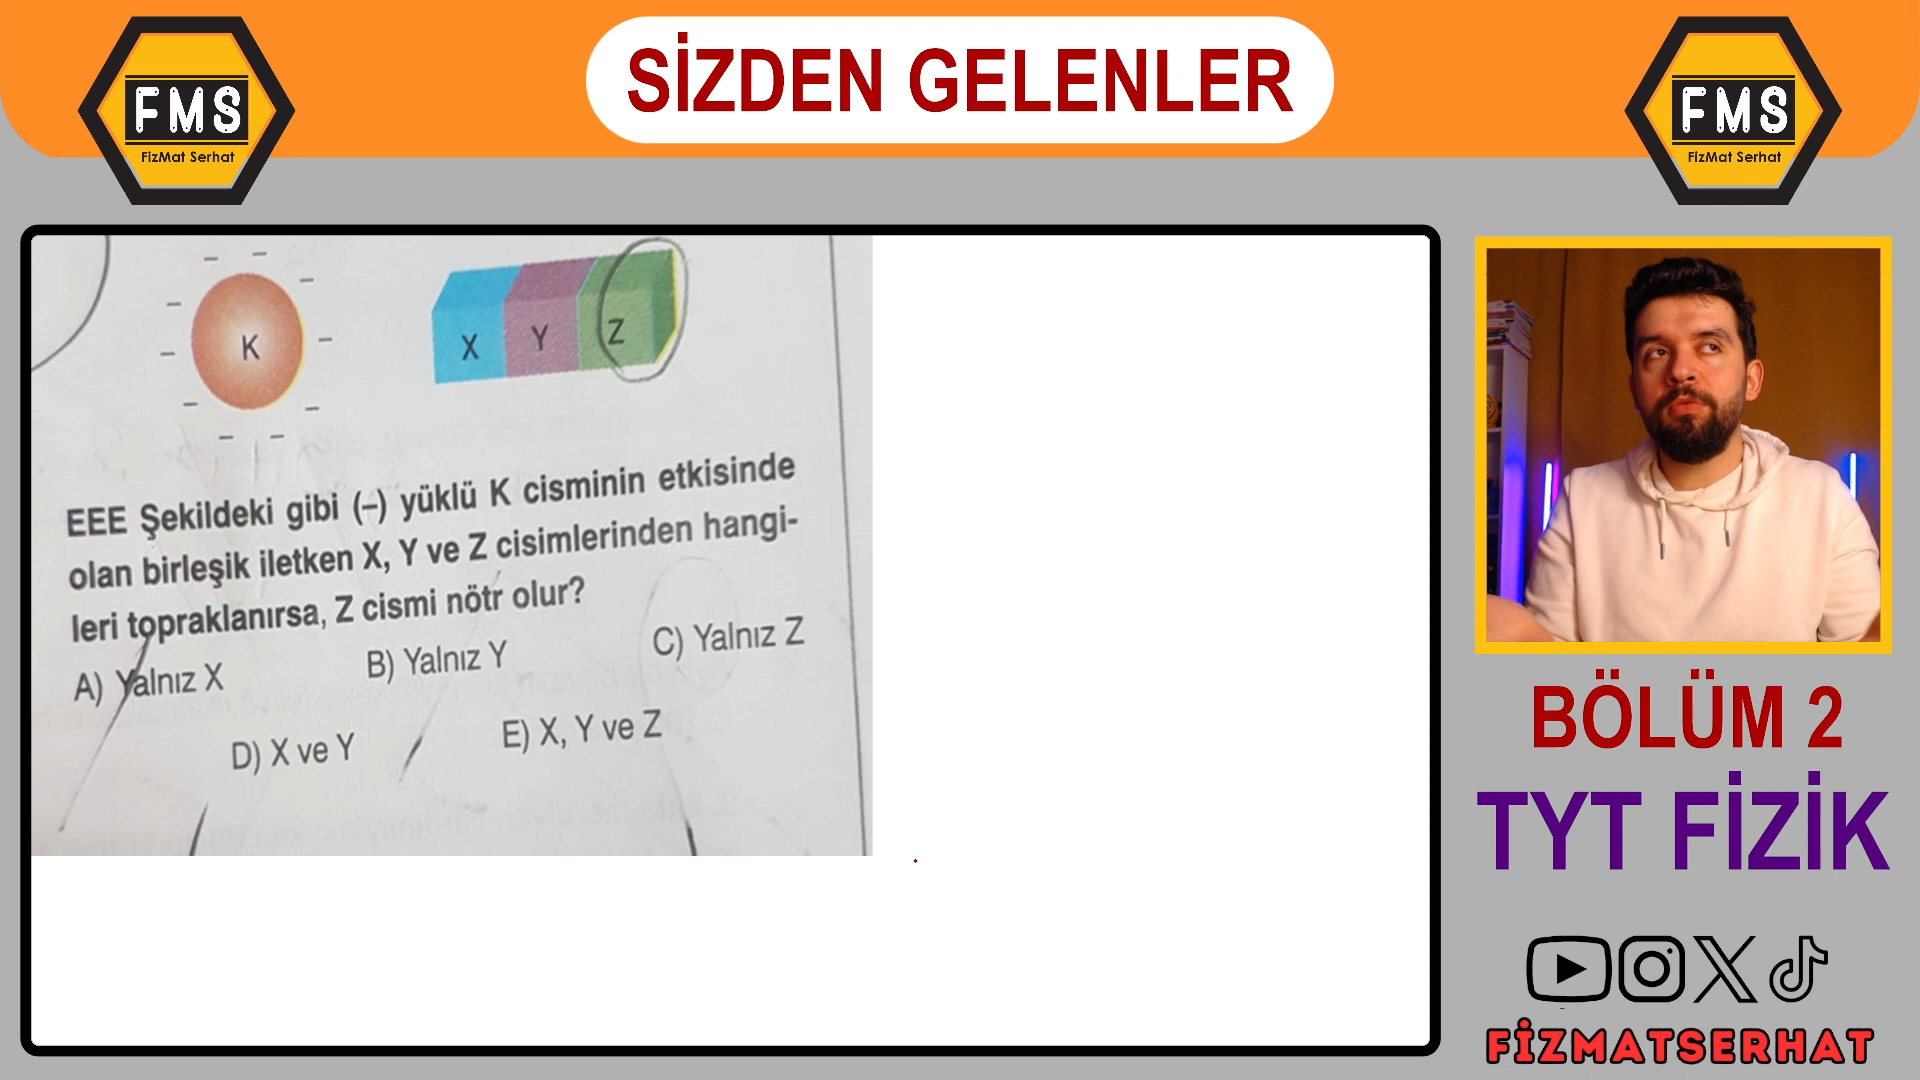 SİZDEN GELENLER
FMS
FizMat Serhat
FMS
FizMat Serhat
K
X Y Z
EEE Şekildeki gibi (–) yüklü K cisminin etkisinde
olan birleşik iletken X, Y ve Z cisimlerinden hangi-
leri topraklanırsa, Z cismi nötr olur?
A) Yalnız X
B) Yalnız Y
C) Yalnız Z
D) X ve Y
E) X, Y ve Z
BÖLÜM 2
TYT FİZİK
FİZMATSERHAT